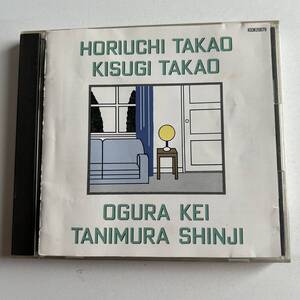 HORIUCHI TAKAO
KISUGI TAKAO
OGURA KEI
TANIMURA SHINJI